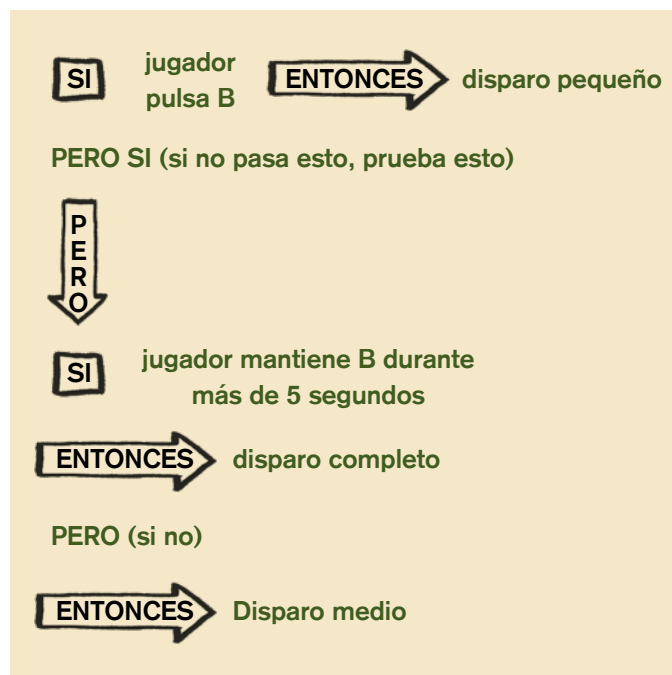 SI jugador pulsa B ENTONCES disparo pequeño
PERO SI (si no pasa esto, prueba esto)
PERO
SI jugador mantiene B durante
más de 5 segundos
ENTONCES disparo completo
PERO (si no)
ENTONCES Disparo medio